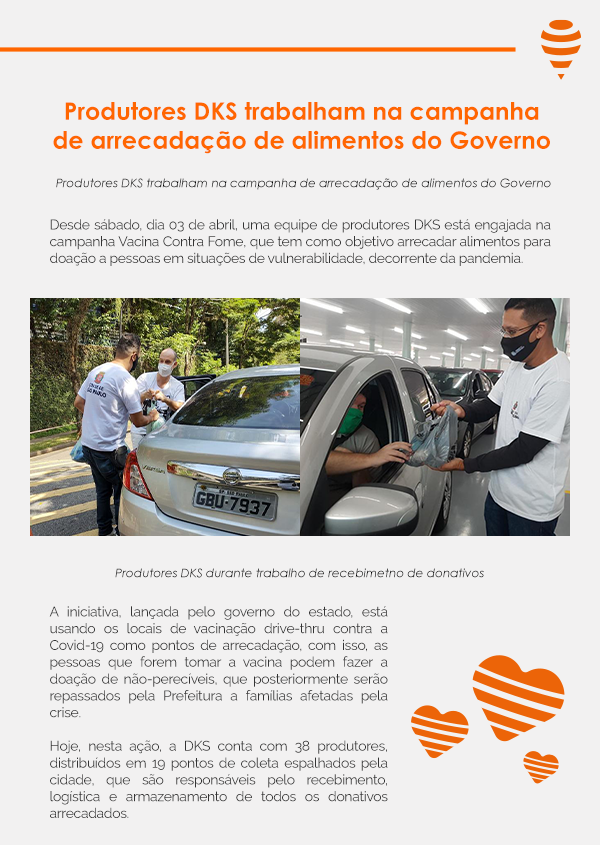 Produtores DKS trabalham na campanha
de arrecadação de alimentos do Governo
Produtores DKS trabalham na campanha de arrecadação de alimentos do Governo
Desde sábado, dia 03 de abril, uma equipe de produtores DKS está engajada na
campanha Vacina Contra Fome, que tem como objetivo arrecadar alimentos para
doação a pessoas em situações de vulnerabilidade, decorrente da pandemia.
SÃO PAULO
GBU-7937
Produtores DKS durante trabalho de recebimetno de donativos
A iniciativa, lançada pelo governo do estado, está
usando os locais de vacinação drive-thru contra a
Covid-19 como pontos de arrecadação, com isso, as
pessoas que forem tomar a vacina podem fazer a
doação de não-perecíveis, que posteriormente serão
repassados pela Prefeitura a famílias afetadas pela
crise.
Hoje, nesta ação, a DKS conta com 38 produtores,
distribuídos em 19 pontos de coleta espalhados pela
cidade, que são responsáveis pelo recebimento,
logística e armazenamento de todos os donativos
arrecadados.